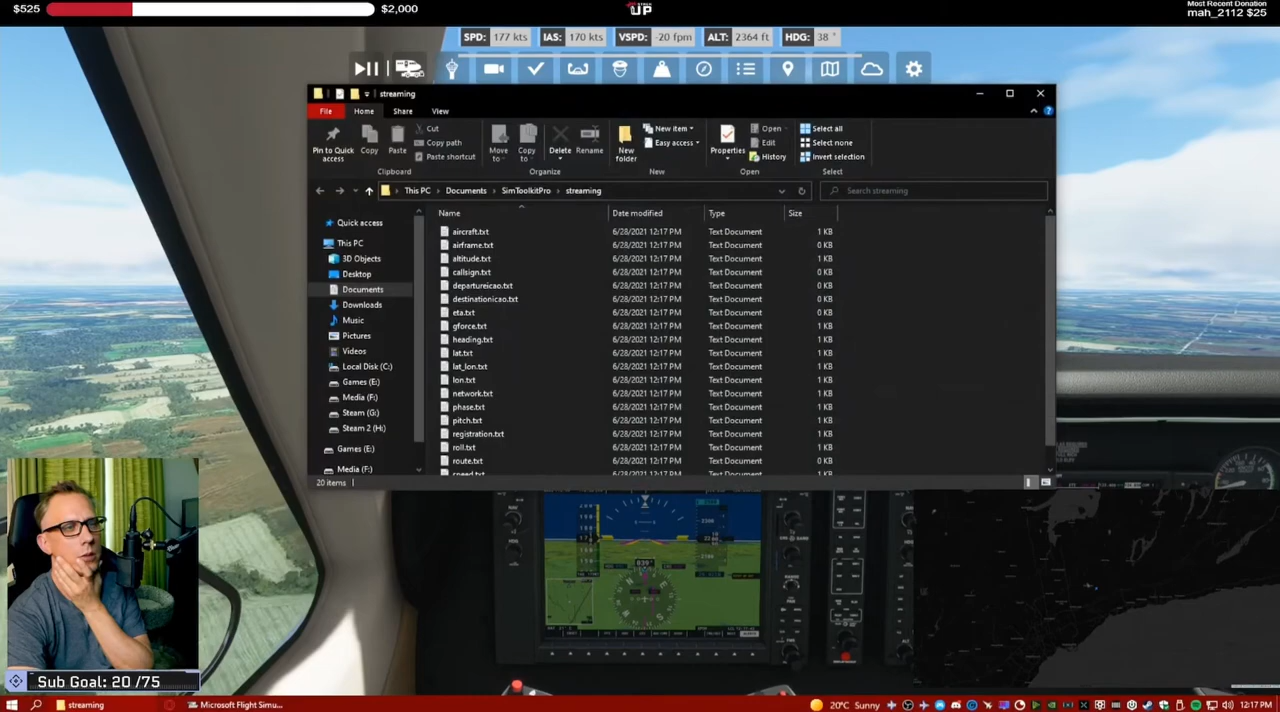 $525
$2,000
UP
Most Recent Donation
mah_2112 $25
SPD: 177 kts
IAS: 170 kts
VSPD: -20 fpm
ALT: 2364 ft
HDG: 38 °
streaming
File
Home
Share
View
Pin to Quick access
Copy
Paste
Cut
Copy path
Paste shortcut
Move to
Copy to
Delete
Rename
New folder
New item
Easy access
Properties
Open
Edit
History
Select all
Select none
Invert selection
Clipboard
Organize
New
Open
Select
This PC > Documents > SimToolkitPro > streaming
Search streaming
Name Date modified Type Size
Quick access
This PC
3D Objects
Desktop
Documents
Downloads
Music
Pictures
Videos
Local Disk (C:)
Games (E:)
Media (F:)
Steam (G:)
Steam 2 (H:)
Games (E:)
Media (F:)
aircraft.txt 6/28/2021 12:17 PM Text Document 1 KB
airframe.txt 6/28/2021 12:17 PM Text Document 0 KB
altitude.txt 6/28/2021 12:17 PM Text Document 1 KB
callsign.txt 6/28/2021 12:17 PM Text Document 0 KB
departureicao.txt 6/28/2021 12:17 PM Text Document 0 KB
destinationicao.txt 6/28/2021 12:17 PM Text Document 0 KB
eta.txt 6/28/2021 12:17 PM Text Document 0 KB
gforce.txt 6/28/2021 12:17 PM Text Document 1 KB
heading.txt 6/28/2021 12:17 PM Text Document 1 KB
lat.txt 6/28/2021 12:17 PM Text Document 1 KB
lat_lon.txt 6/28/2021 12:17 PM Text Document 1 KB
lon.txt 6/28/2021 12:17 PM Text Document 1 KB
network.txt 6/28/2021 12:17 PM Text Document 1 KB
phase.txt 6/28/2021 12:17 PM Text Document 1 KB
pitch.txt 6/28/2021 12:17 PM Text Document 1 KB
registration.txt 6/28/2021 12:17 PM Text Document 1 KB
roll.txt 6/28/2021 12:17 PM Text Document 1 KB
route.txt 6/28/2021 12:17 PM Text Document 0 KB
speed.txt 6/28/2021 12:17 PM Text Document 1 KB
20 items
Sub Goal: 20 /75
streaming
Microsoft Flight Simu...
20°C Sunny
12:17 PM